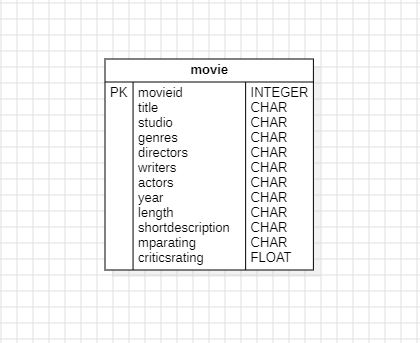 movie
PK movieid INTEGER
title CHAR
studio CHAR
genres CHAR
directors CHAR
writers CHAR
actors CHAR
year CHAR
length CHAR
shortdescription CHAR
mparating CHAR
criticsrating FLOAT